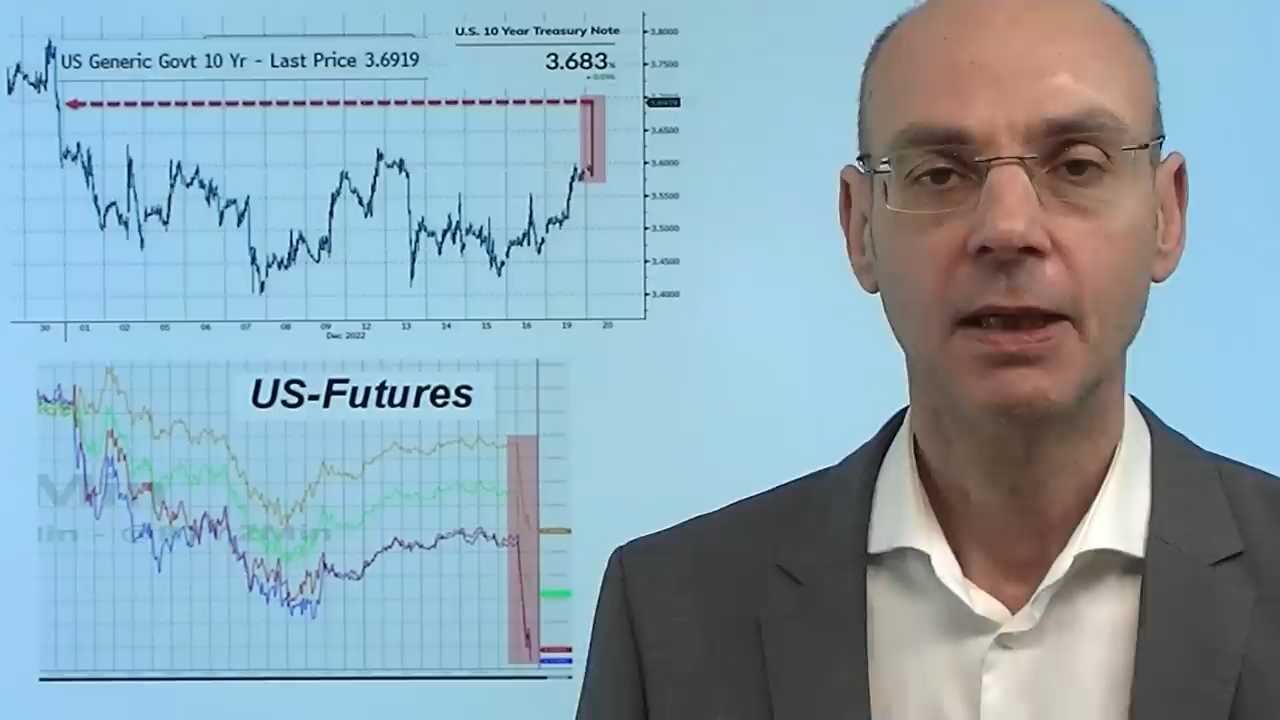 U.S. 10 Year Treasury Note
US Generic Govt 10 Yr - Last Price 3.6919
3.683%
3.8000
3.7500
3.6500
3.6000
3.5500
3.5000
3.4500
3.4000
30 01 02 05 06 07 08 09 12 13 14 15 16 19 20
Dec 2022
US-Futures